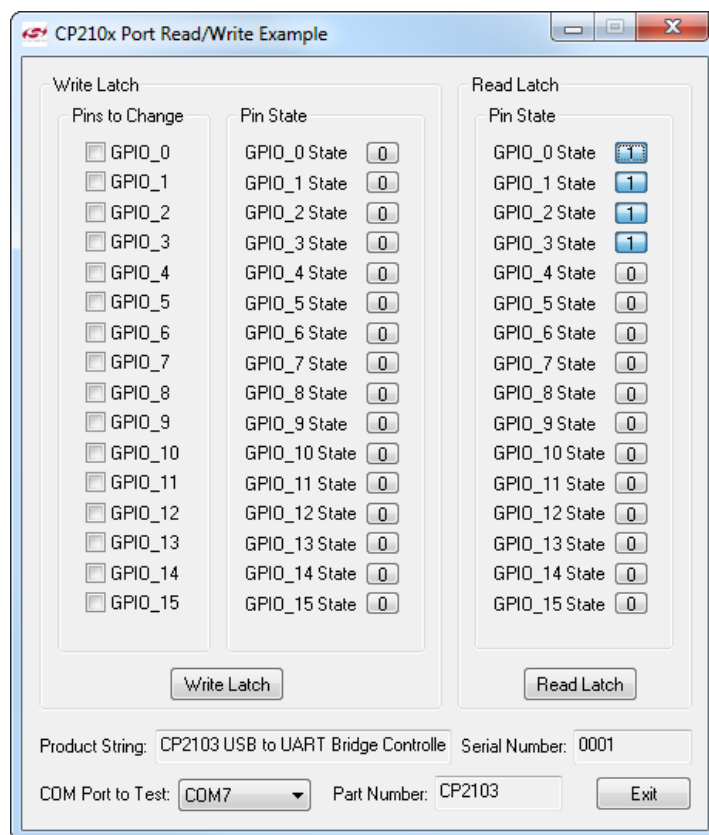 CP210x Port Read/Write Example
Write Latch
Read Latch
Pins to Change
Pin State
Pin State
GPIO_0 GPIO_0 State 0 GPIO_0 State 1
GPIO_1 GPIO_1 State 0 GPIO_1 State 1
GPIO_2 GPIO_2 State 0 GPIO_2 State 1
GPIO_3 GPIO_3 State 0 GPIO_3 State 1
GPIO_4 GPIO_4 State 0 GPIO_4 State 0
GPIO_5 GPIO_5 State 0 GPIO_5 State 0
GPIO_6 GPIO_6 State 0 GPIO_6 State 0
GPIO_7 GPIO_7 State 0 GPIO_7 State 0
GPIO_8 GPIO_8 State 0 GPIO_8 State 0
GPIO_9 GPIO_9 State 0 GPIO_9 State 0
GPIO_10 GPIO_10 State 0 GPIO_10 State 0
GPIO_11 GPIO_11 State 0 GPIO_11 State 0
GPIO_12 GPIO_12 State 0 GPIO_12 State 0
GPIO_13 GPIO_13 State 0 GPIO_13 State 0
GPIO_14 GPIO_14 State 0 GPIO_14 State 0
GPIO_15 GPIO_15 State 0 GPIO_15 State 0
Write Latch
Read Latch
Product String: CP2103 USB to UART Bridge Controlle Serial Number: 0001
COM Port to Test: COM7 Part Number: CP2103 Exit